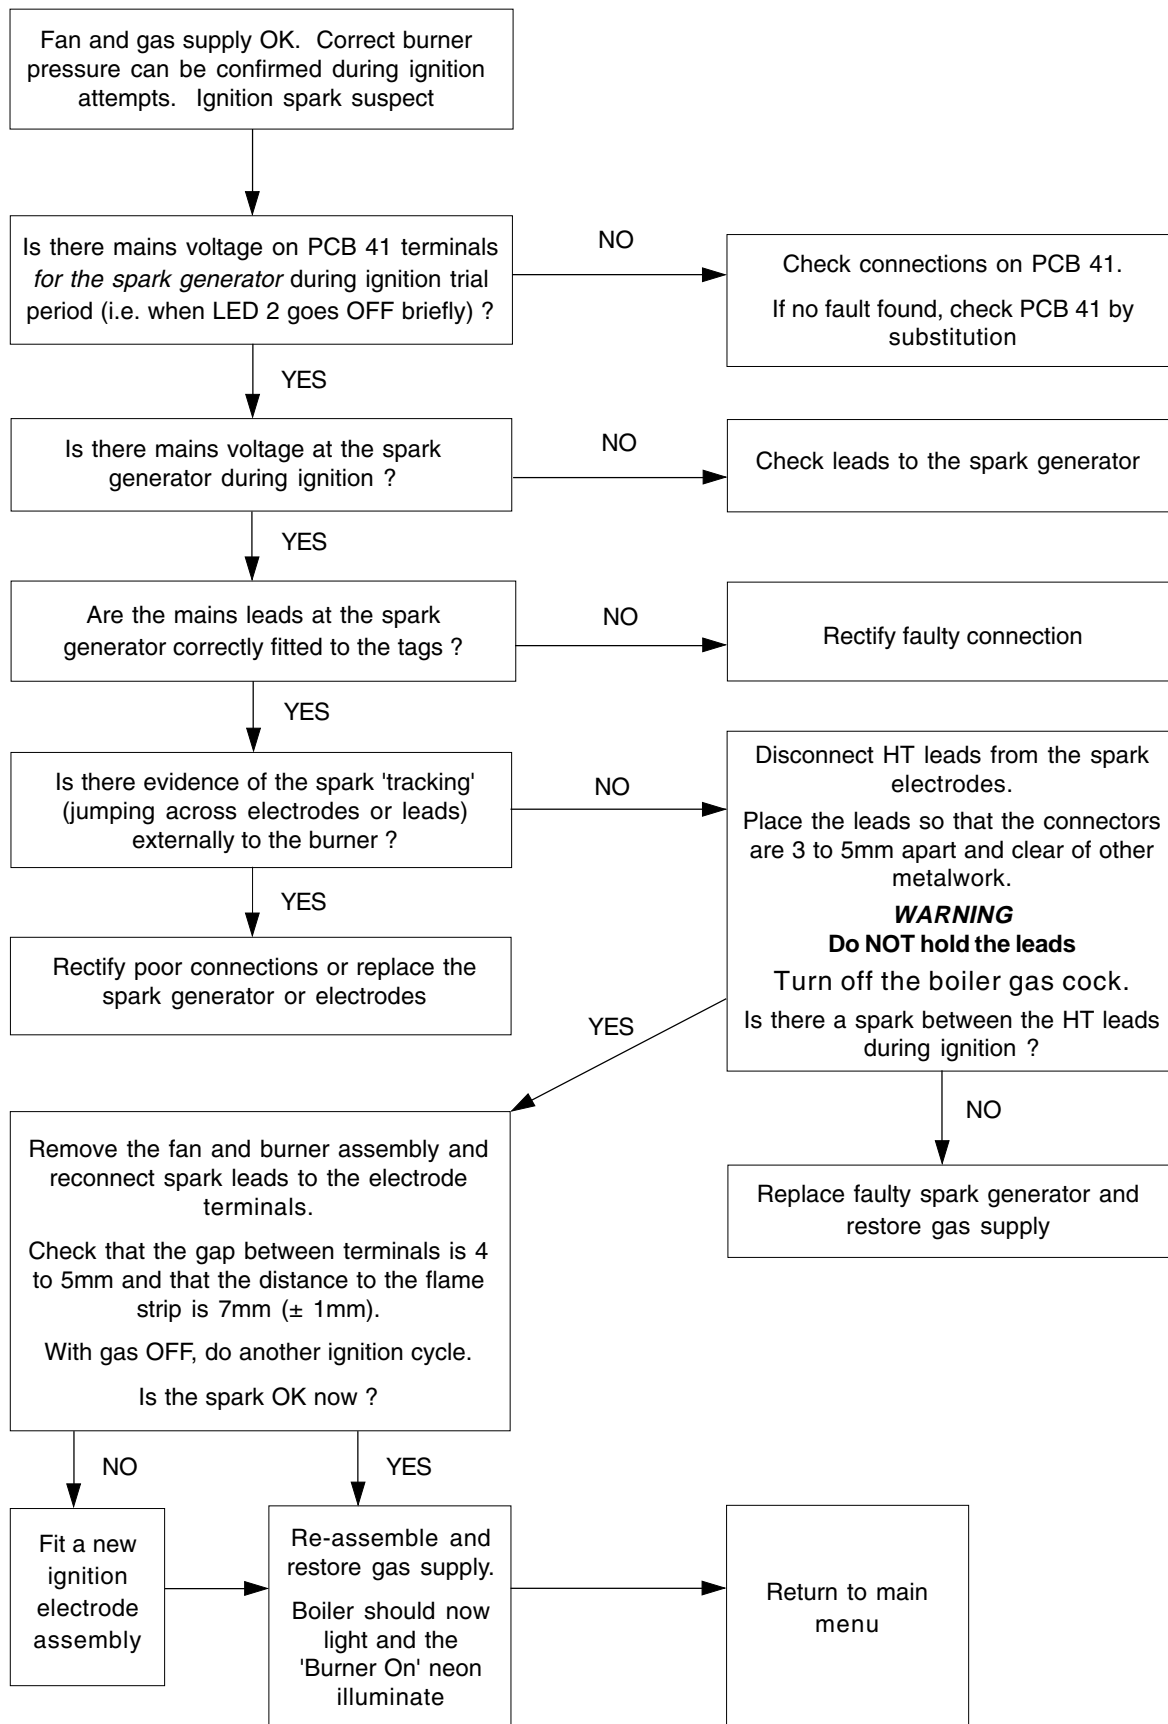 Fan and gas supply OK. Correct burner
pressure can be confirmed during ignition
attempts. Ignition spark suspect
Is there mains voltage on PCB 41 terminals
for the spark generator during ignition trial
period (i.e. when LED 2 goes OFF briefly) ?
NO
Check connections on PCB 41.
If no fault found, check PCB 41 by
substitution
YES
Is there mains voltage at the spark
generator during ignition ?
NO
Check leads to the spark generator
YES
Are the mains leads at the spark
generator correctly fitted to the tags ?
NO
Rectify faulty connection
YES
Is there evidence of the spark 'tracking'
(jumping across electrodes or leads)
externally to the burner ?
NO
Disconnect HT leads from the spark
electrodes.
Place the leads so that the connectors
are 3 to 5mm apart and clear of other
metalwork.
WARNING
Do NOT hold the leads
Turn off the boiler gas cock.
Is there a spark between the HT leads
during ignition ?
YES
Rectify poor connections or replace the
spark generator or electrodes
YES
NO
Replace faulty spark generator and
restore gas supply
Remove the fan and burner assembly and
reconnect spark leads to the electrode
terminals.
Check that the gap between terminals is 4
to 5mm and that the distance to the flame
strip is 7mm (± 1mm).
With gas OFF, do another ignition cycle.
Is the spark OK now ?
NO
YES
Fit a new
ignition
electrode
assembly
Re-assemble and
restore gas supply.
Boiler should now
light and the
'Burner On' neon
illuminate
Return to main
menu